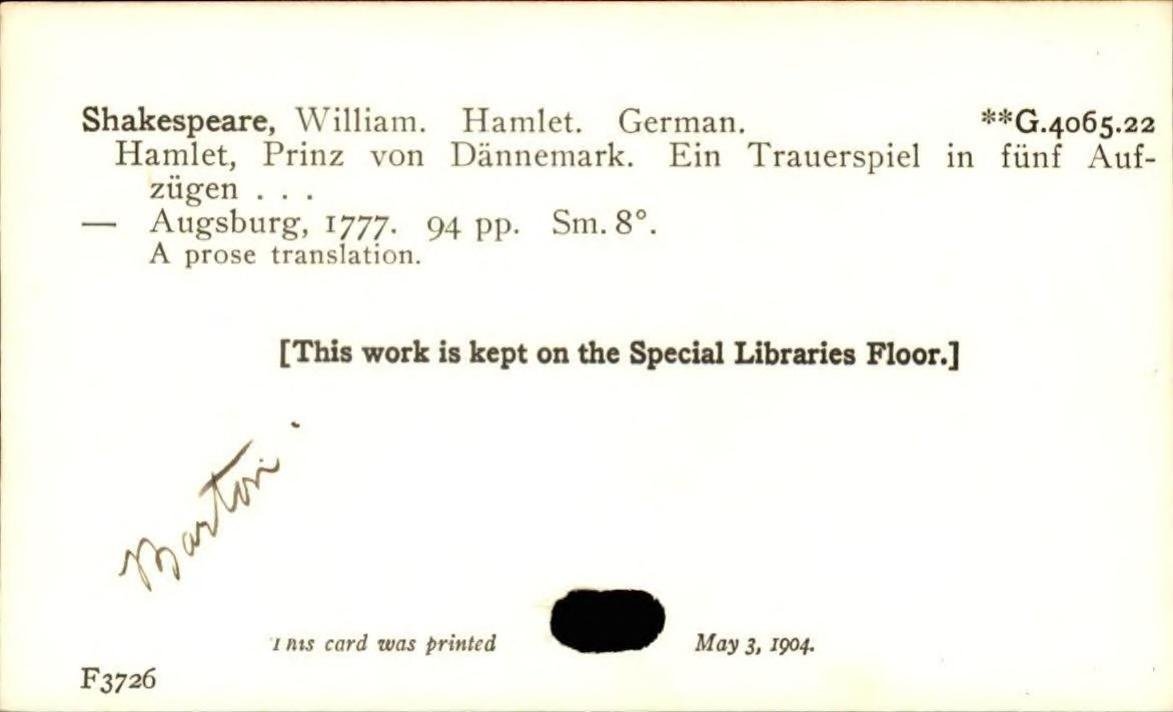 Shakespeare, William. Hamlet. German. **G.4065.22
Hamlet, Prinz von Dännemark. Ein Trauerspiel in fünf Auf-
zügen . . .
— Augsburg, 1777. 94 pp. Sm. 8°.
A prose translation.
[This work is kept on the Special Libraries Floor.]
Barton.
This card was printed May 3, 1904.
F3726